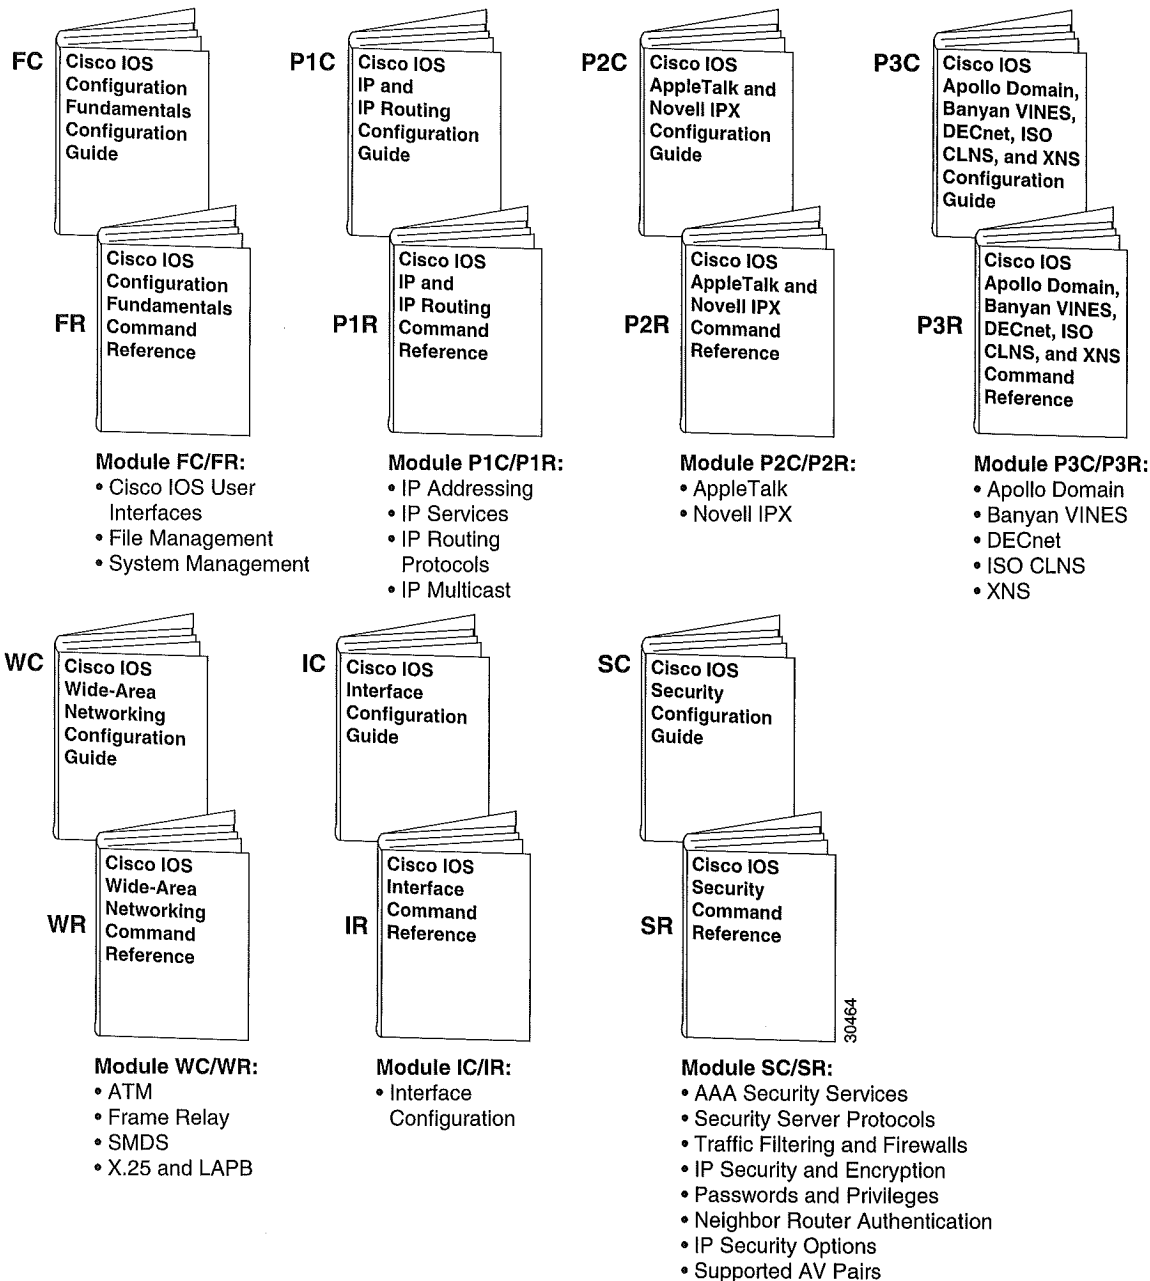 FC
Cisco IOS
Configuration
Fundamentals
Configuration
Guide
FR
Cisco IOS
Configuration
Fundamentals
Command
Reference
Module FC/FR:
• Cisco IOS User
Interfaces
• File Management
• System Management
P1C
Cisco IOS
IP and
IP Routing
Configuration
Guide
P1R
Cisco IOS
IP and
IP Routing
Command
Reference
Module P1C/P1R:
• IP Addressing
• IP Services
• IP Routing
Protocols
• IP Multicast
P2C
Cisco IOS
AppleTalk and
Novell IPX
Configuration
Guide
P2R
Cisco IOS
AppleTalk and
Novell IPX
Command
Reference
Module P2C/P2R:
• AppleTalk
• Novell IPX
P3C
Cisco IOS
Apollo Domain,
Banyan VINES,
DECnet, ISO
CLNS, and XNS
Configuration
Guide
P3R
Cisco IOS
Apollo Domain,
Banyan VINES,
DECnet, ISO
CLNS, and XNS
Command
Reference
Module P3C/P3R:
• Apollo Domain
• Banyan VINES
• DECnet
• ISO CLNS
• XNS
WC
Cisco IOS
Wide-Area
Networking
Configuration
Guide
WR
Cisco IOS
Wide-Area
Networking
Command
Reference
Module WC/WR:
• ATM
• Frame Relay
• SMDS
• X.25 and LAPB
IC
Cisco IOS
Interface
Configuration
Guide
IR
Cisco IOS
Interface
Command
Reference
Module IC/IR:
• Interface
Configuration
SC
Cisco IOS
Security
Configuration
Guide
SR
Cisco IOS
Security
Command
Reference
30464
Module SC/SR:
• AAA Security Services
• Security Server Protocols
• Traffic Filtering and Firewalls
• IP Security and Encryption
• Passwords and Privileges
• Neighbor Router Authentication
• IP Security Options
• Supported AV Pairs